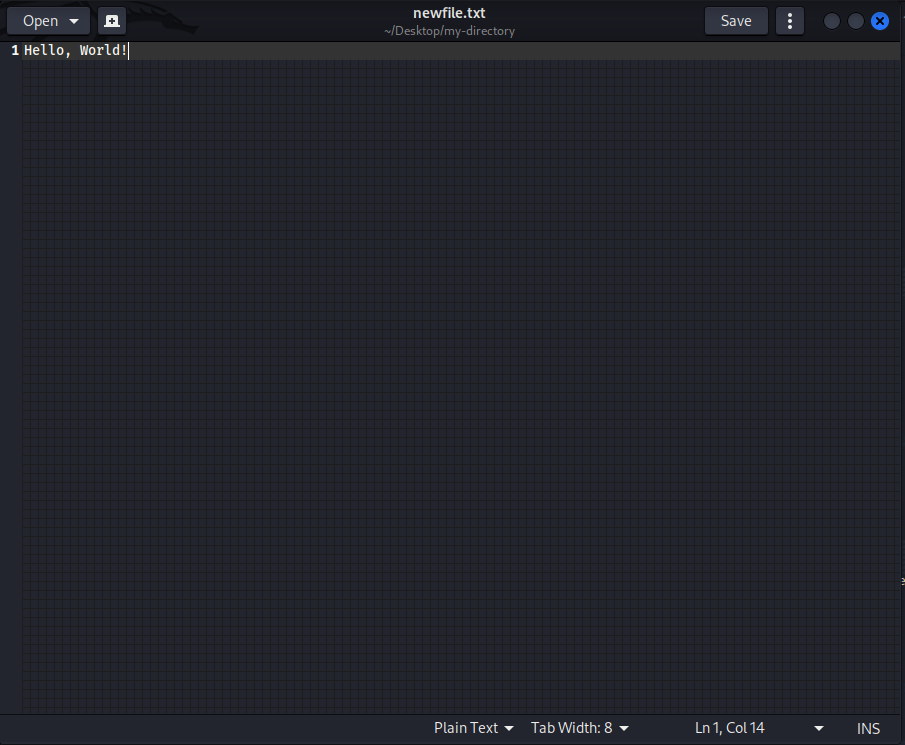 Open
newfile.txt
~/Desktop/my-directory
Save
1 Hello, World!
Plain Text Tab Width: 8 Ln 1, Col 14 INS